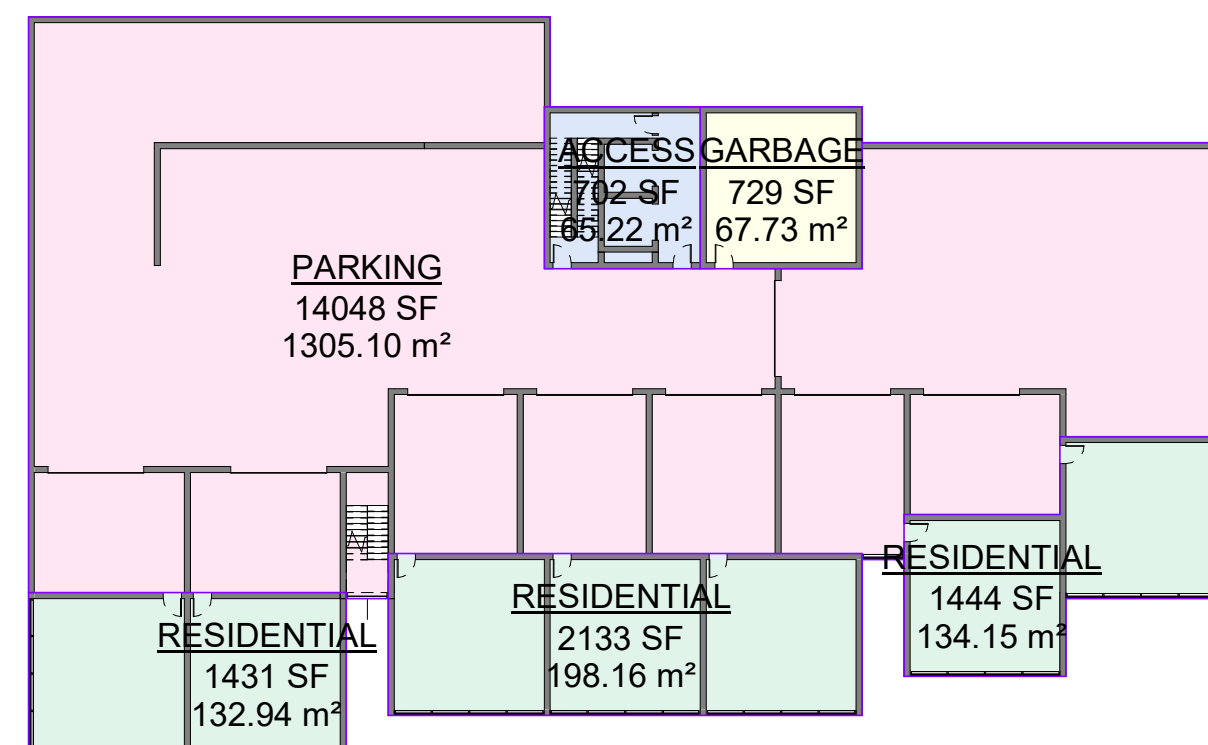 ACCESS
702 SF
65.22 m²
GARBAGE
729 SF
67.73 m²
PARKING
14048 SF
1305.10 m²
RESIDENTIAL
1444 SF
134.15 m²
RESIDENTIAL
2133 SF
198.16 m²
RESIDENTIAL
1431 SF
132.94 m²